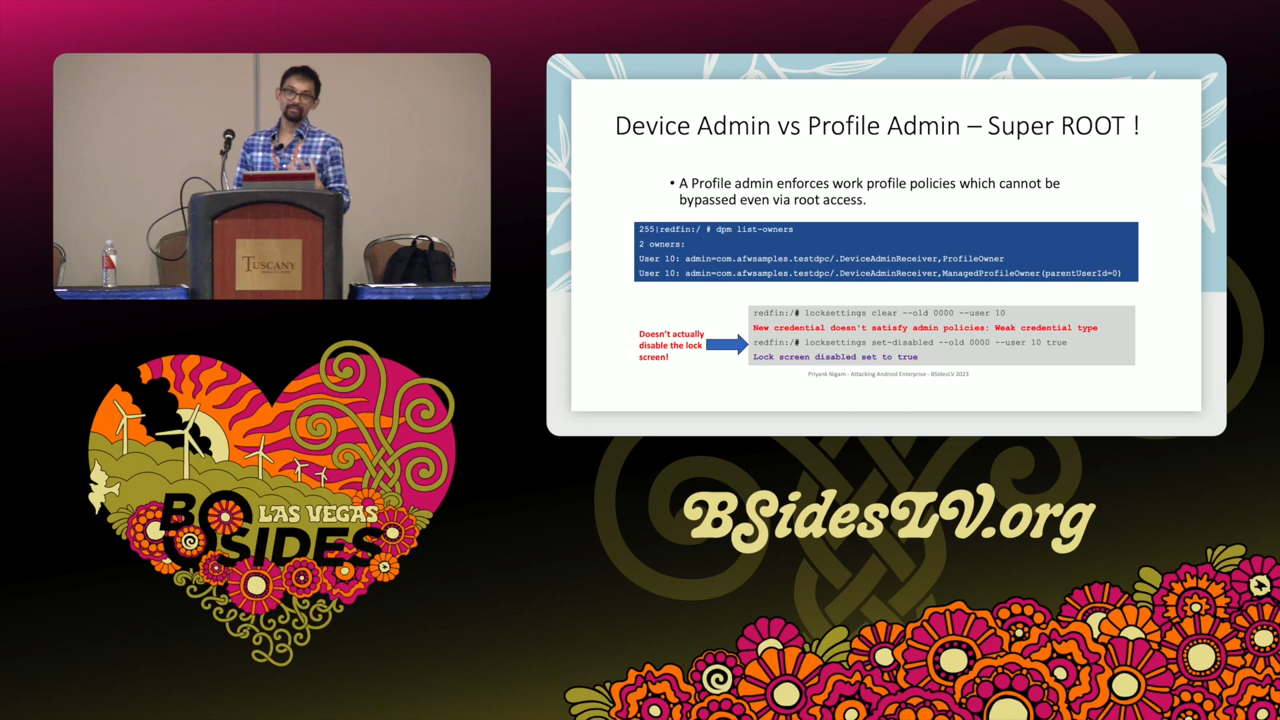 Device Admin vs Profile Admin – Super ROOT !
• A Profile admin enforces work profile policies which cannot be
bypassed even via root access.
255|redfin:/ # dpm list-owners
2 owners:
User 10: admin=com.afwsamples.testdpc/.DeviceAdminReceiver,ProfileOwner
User 10: admin=com.afwsamples.testdpc/.DeviceAdminReceiver,ManagedProfileOwner(parentUserId=0)
Doesn't actually
disable the lock
screen!
redfin:/# locksettings clear --old 0000 --user 10
New credential doesn't satisfy admin policies: Weak credential type
redfin:/# locksettings set-disabled --old 0000 --user 10 true
Lock screen disabled set to true
Priyank Nigam - Attacking Android Enterprise - BSidesLV 2023
TUSCANY
LAS VEGAS
BSIDES
23
BSidesLV.org